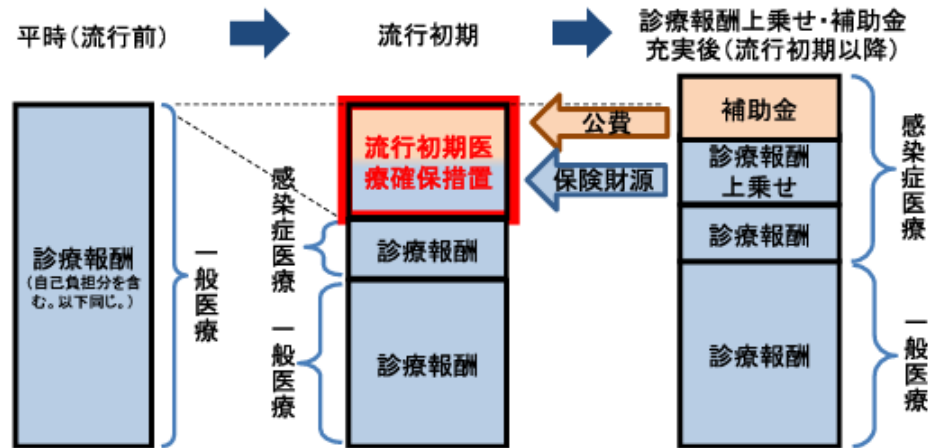 平時(流行前)
流行初期
診療報酬上乗せ・補助金
充実後(流行初期以降)
診療報酬
(自己負担分を含
む。以下同じ。)
一般医療
流行初期医
療確保措置
感染症医療
診療報酬
一般医療
診療報酬
公費
保険財源
補助金
診療報酬
上乗せ
診療報酬
感染症医療
診療報酬
一般医療